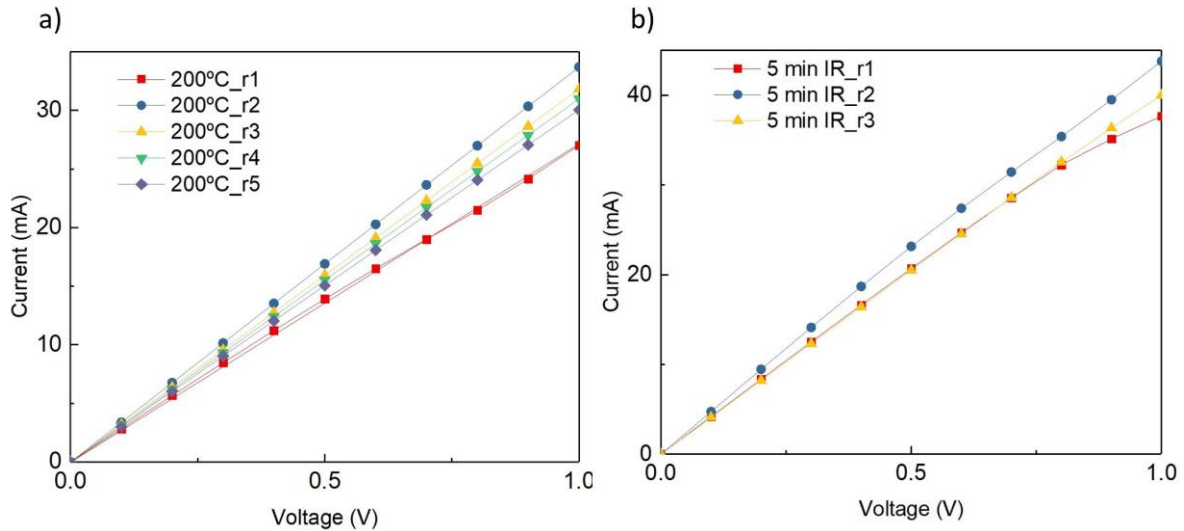 a)
200ºC_r1
200ºC_r2
200ºC_r3
200ºC_r4
200ºC_r5
Current (mA)
30
20
10
0
0.0
0.5
1.0
Voltage (V)
b)
5 min IR_r1
5 min IR_r2
5 min IR_r3
Current (mA)
40
20
0
0.0
0.5
1.0
Voltage (V)